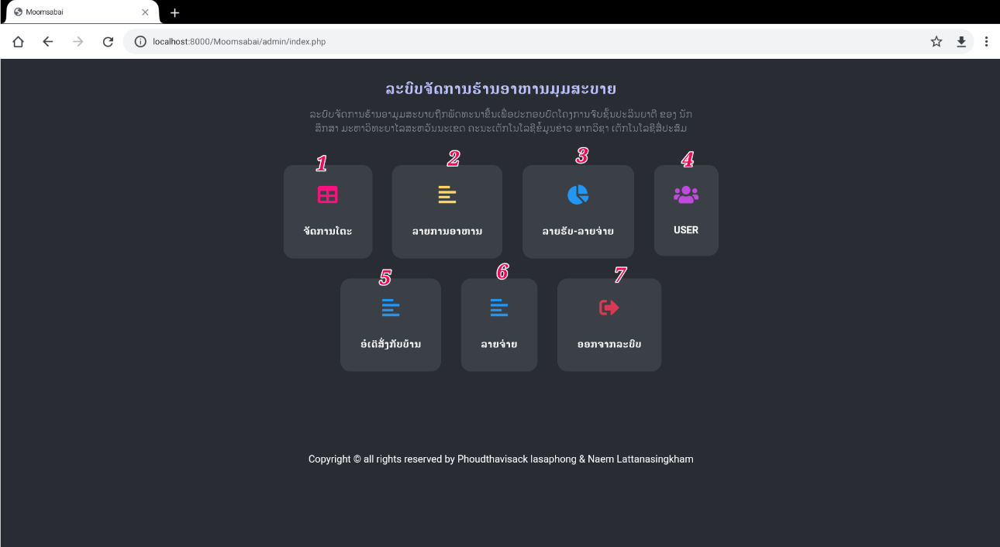 Moomsabai
localhost:8000/Moomsabai/admin/index.php
ລະບົບຈັດການຮ້ານອາຫານມຸມສະບາຍ
ລະບົບຈັດການຮ້ານອາມຸມສະບາຍຖືກພັດທະນາຂື້ນເພື່ອປະກອບບົດໂຄງການຈົບຊັ້ນປະລິນຍາຕີ ຂອງ ນັກ
ສຶກສາ ມະຫາວິທະຍາໄລສະຫວັນນະເຂດ ຄະນະເຕັກໂນໂລຊີຂໍ້ມູນຂ່າວ ພາກວິຊາ ເຕັກໂນໂລຊີສື່ປະສົມ
1 2 3 4
ຈັດການໂຕະ ລາຍການອາຫານ ລາຍຮັບ-ລາຍຈ່າຍ USER
5 6 7
ອໍເດີສັ່ງກັບບ້ານ ລາຍຈ່າຍ ອອກຈາກລະບົບ
Copyright © all rights reserved by Phoudthavisack lasaphong & Naem Lattanasingkham